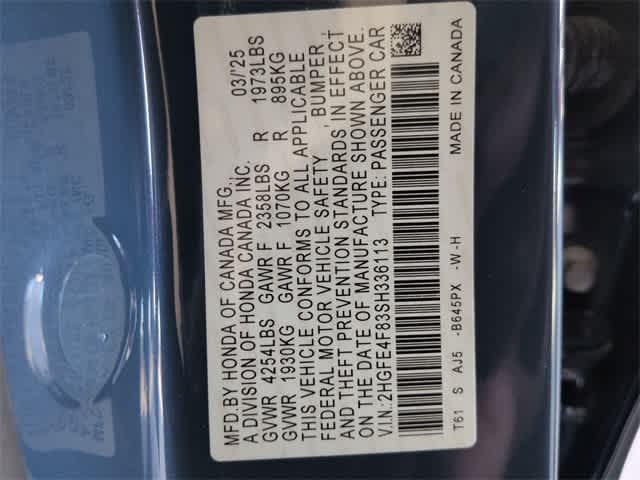 MFD.BY HONDA OF CANADA MFG., 03/'25
A DIVISION OF HONDA CANADA INC.
GVWR 4254LBS GAWR F 2358LBS R 1973LBS
GVWR 1930KG GAWR F 1070KG R 895KG
THIS VEHICLE CONFORMS TO ALL APPLICABLE
FEDERAL MOTOR VEHICLE SAFETY , BUMPER,
AND THEFT PREVENTION STANDARDS IN EFFECT
ON THE DATE OF MANUFACTURE SHOWN ABOVE.
V.I.N.:2HGFE4F83SH336113 TYPE: PASSENGER CAR
T61 S AJ5 -B645PX -W-H MADE IN CANADA